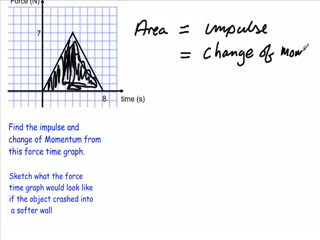 Force (N)
7
8
time (s)
Area = impulse
= change of mom
Find the impulse and
change of Momentum from
this force time graph.
Sketch what the force
time graph would look like
if the object crashed into
a softer wall